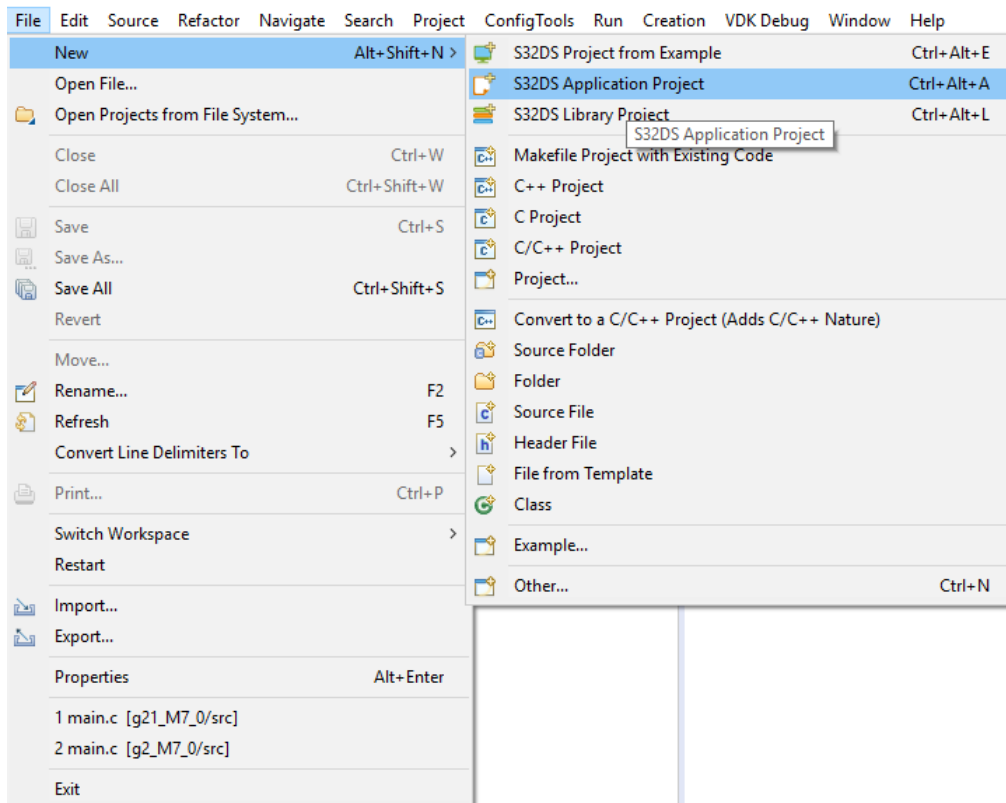 File Edit Source Refactor Navigate Search Project ConfigTools Run Creation VDK Debug Window Help
New Alt+Shift+N >
Open File...
Open Projects from File System...
Close Ctrl+W
Close All Ctrl+Shift+W
Save Ctrl+S
Save As...
Save All Ctrl+Shift+S
Revert
Move...
Rename... F2
Refresh F5
Convert Line Delimiters To >
Print... Ctrl+P
Switch Workspace >
Restart
Import...
Export...
Properties Alt+Enter
1 main.c [g21_M7_0/src]
2 main.c [g2_M7_0/src]
Exit
S32DS Project from Example Ctrl+Alt+E
S32DS Application Project Ctrl+Alt+A
S32DS Library Project Ctrl+Alt+L
S32DS Application Project
Makefile Project with Existing Code
C++ Project
C Project
C/C++ Project
Project...
Convert to a C/C++ Project (Adds C/C++ Nature)
Source Folder
Folder
Source File
Header File
File from Template
Class
Example...
Other... Ctrl+N